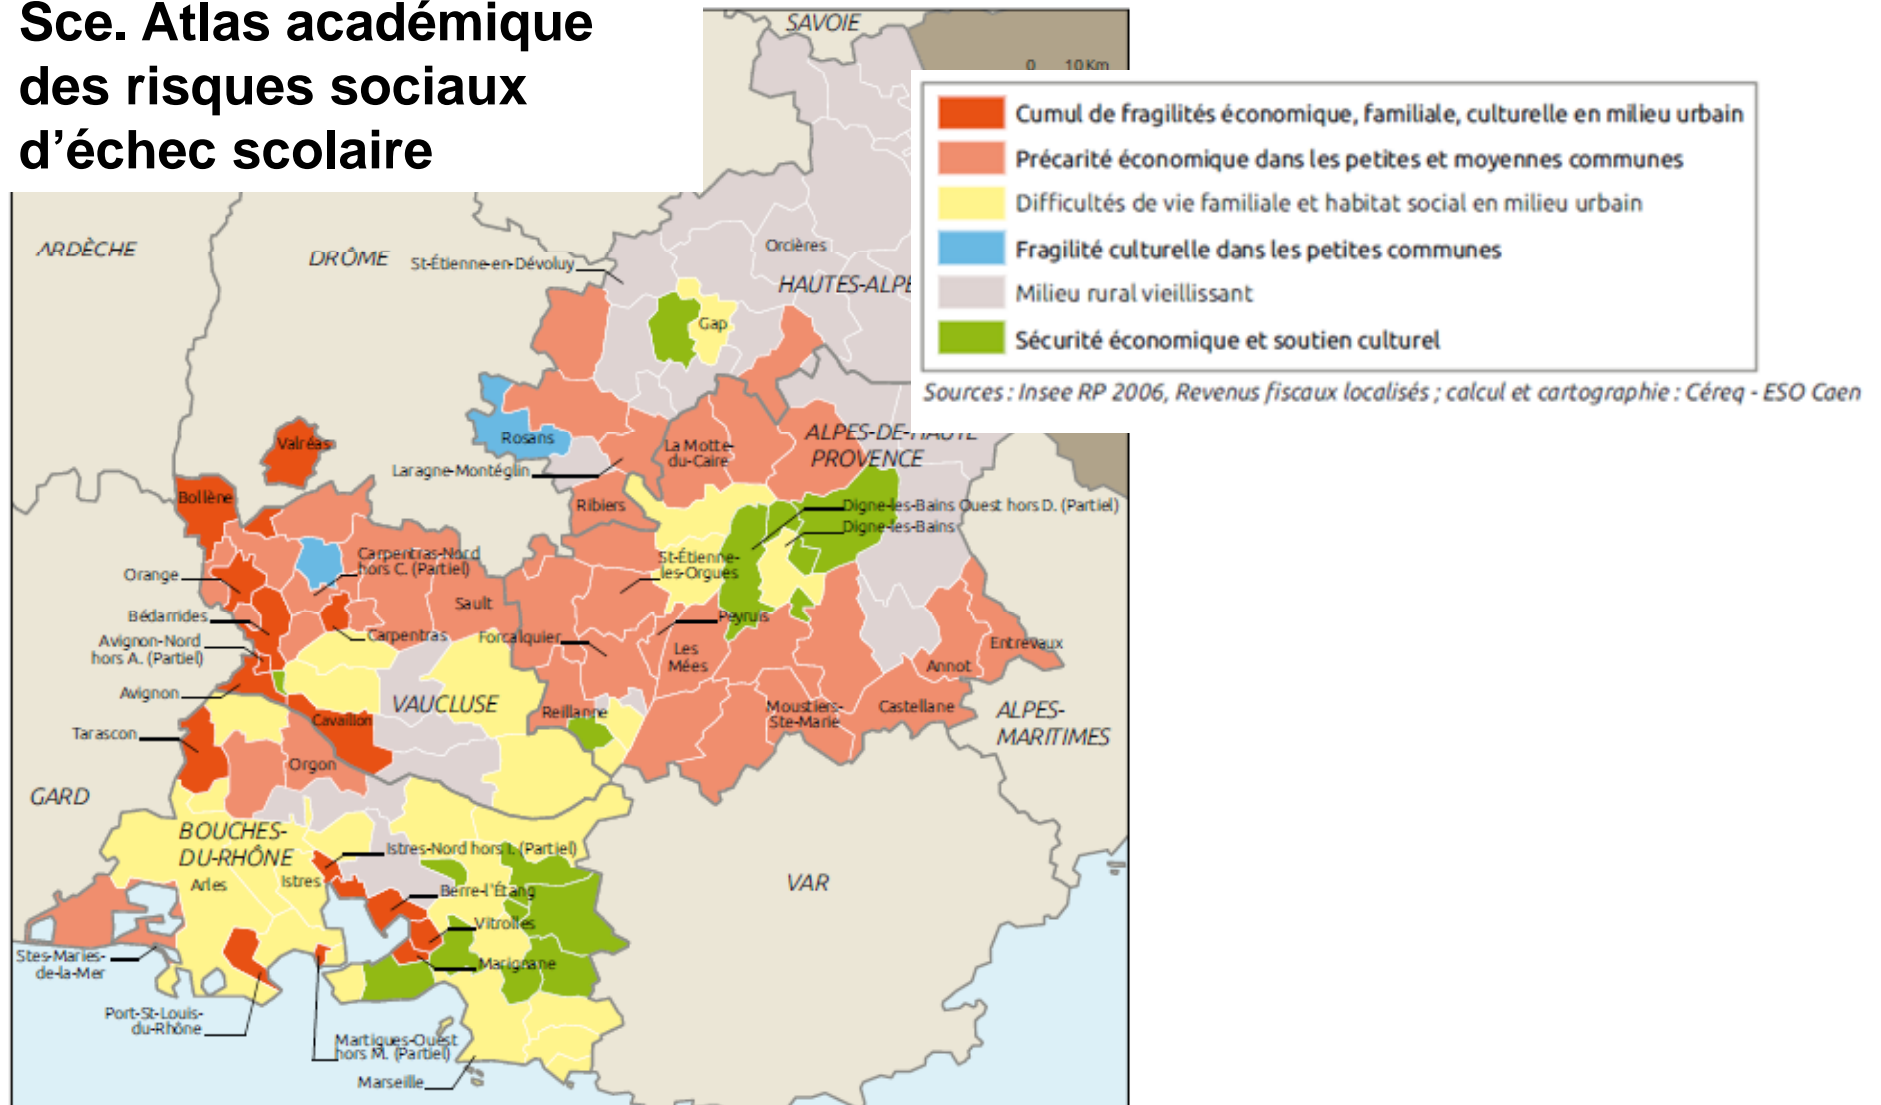 Sce. Atlas académique
des risques sociaux
d’échec scolaire
SAVOIE
0 10 Km
Cumul de fragilités économique, familiale, culturelle en milieu urbain
Précarité économique dans les petites et moyennes communes
Difficultés de vie familiale et habitat social en milieu urbain
Fragilité culturelle dans les petites communes
Milieu rural vieillissant
Sécurité économique et soutien culturel
Sources : Insee RP 2006, Revenus fiscaux localisés ; calcul et cartographie : Céreq - ESO Caen
ARDÈCHE
DRÔME
St-Étienne-en-Dévoluy
Orcières
HAUTES-ALPE
Gap
Valréas
Rosans
La Motte-
du-Caire
ALPES-DE-HAUTE
PROVENCE
Laragne-Montéglin
Bollène
Ribiers
Digne-les-Bains Ouest hors D. (Partiel)
Digne-les-Bains
Carpentras-Nord
hors C. (Partiel)
St-Étienne-
les-Orgues
Orange
Sault
Bédarrides
Peyruis
Avignon-Nord
hors A. (Partiel)
Carpentras
Forcalquier
Les
Mées
Entrevaux
Annot
Avignon
VAUCLUSE
Cavaillon
Reillanne
Moustiers-
Ste-Marie
Castellane
ALPES-
MARITIMES
Tarascon
Orgon
GARD
BOUCHES-
DU-RHÔNE
Istres-Nord hors I. (Partiel)
Arles
Istres
Berre-l'Étang
VAR
Vitrolles
Stes-Maries-
de-la-Mer
Marignane
Port-St-Louis-
du-Rhône
Martigues-Ouest
hors M. (Partiel)
Marseille